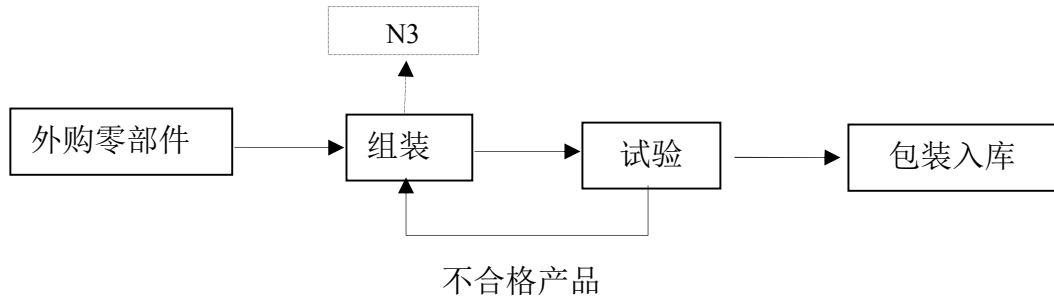 N3
外购零部件
组装
试验
包装入库
不合格产品